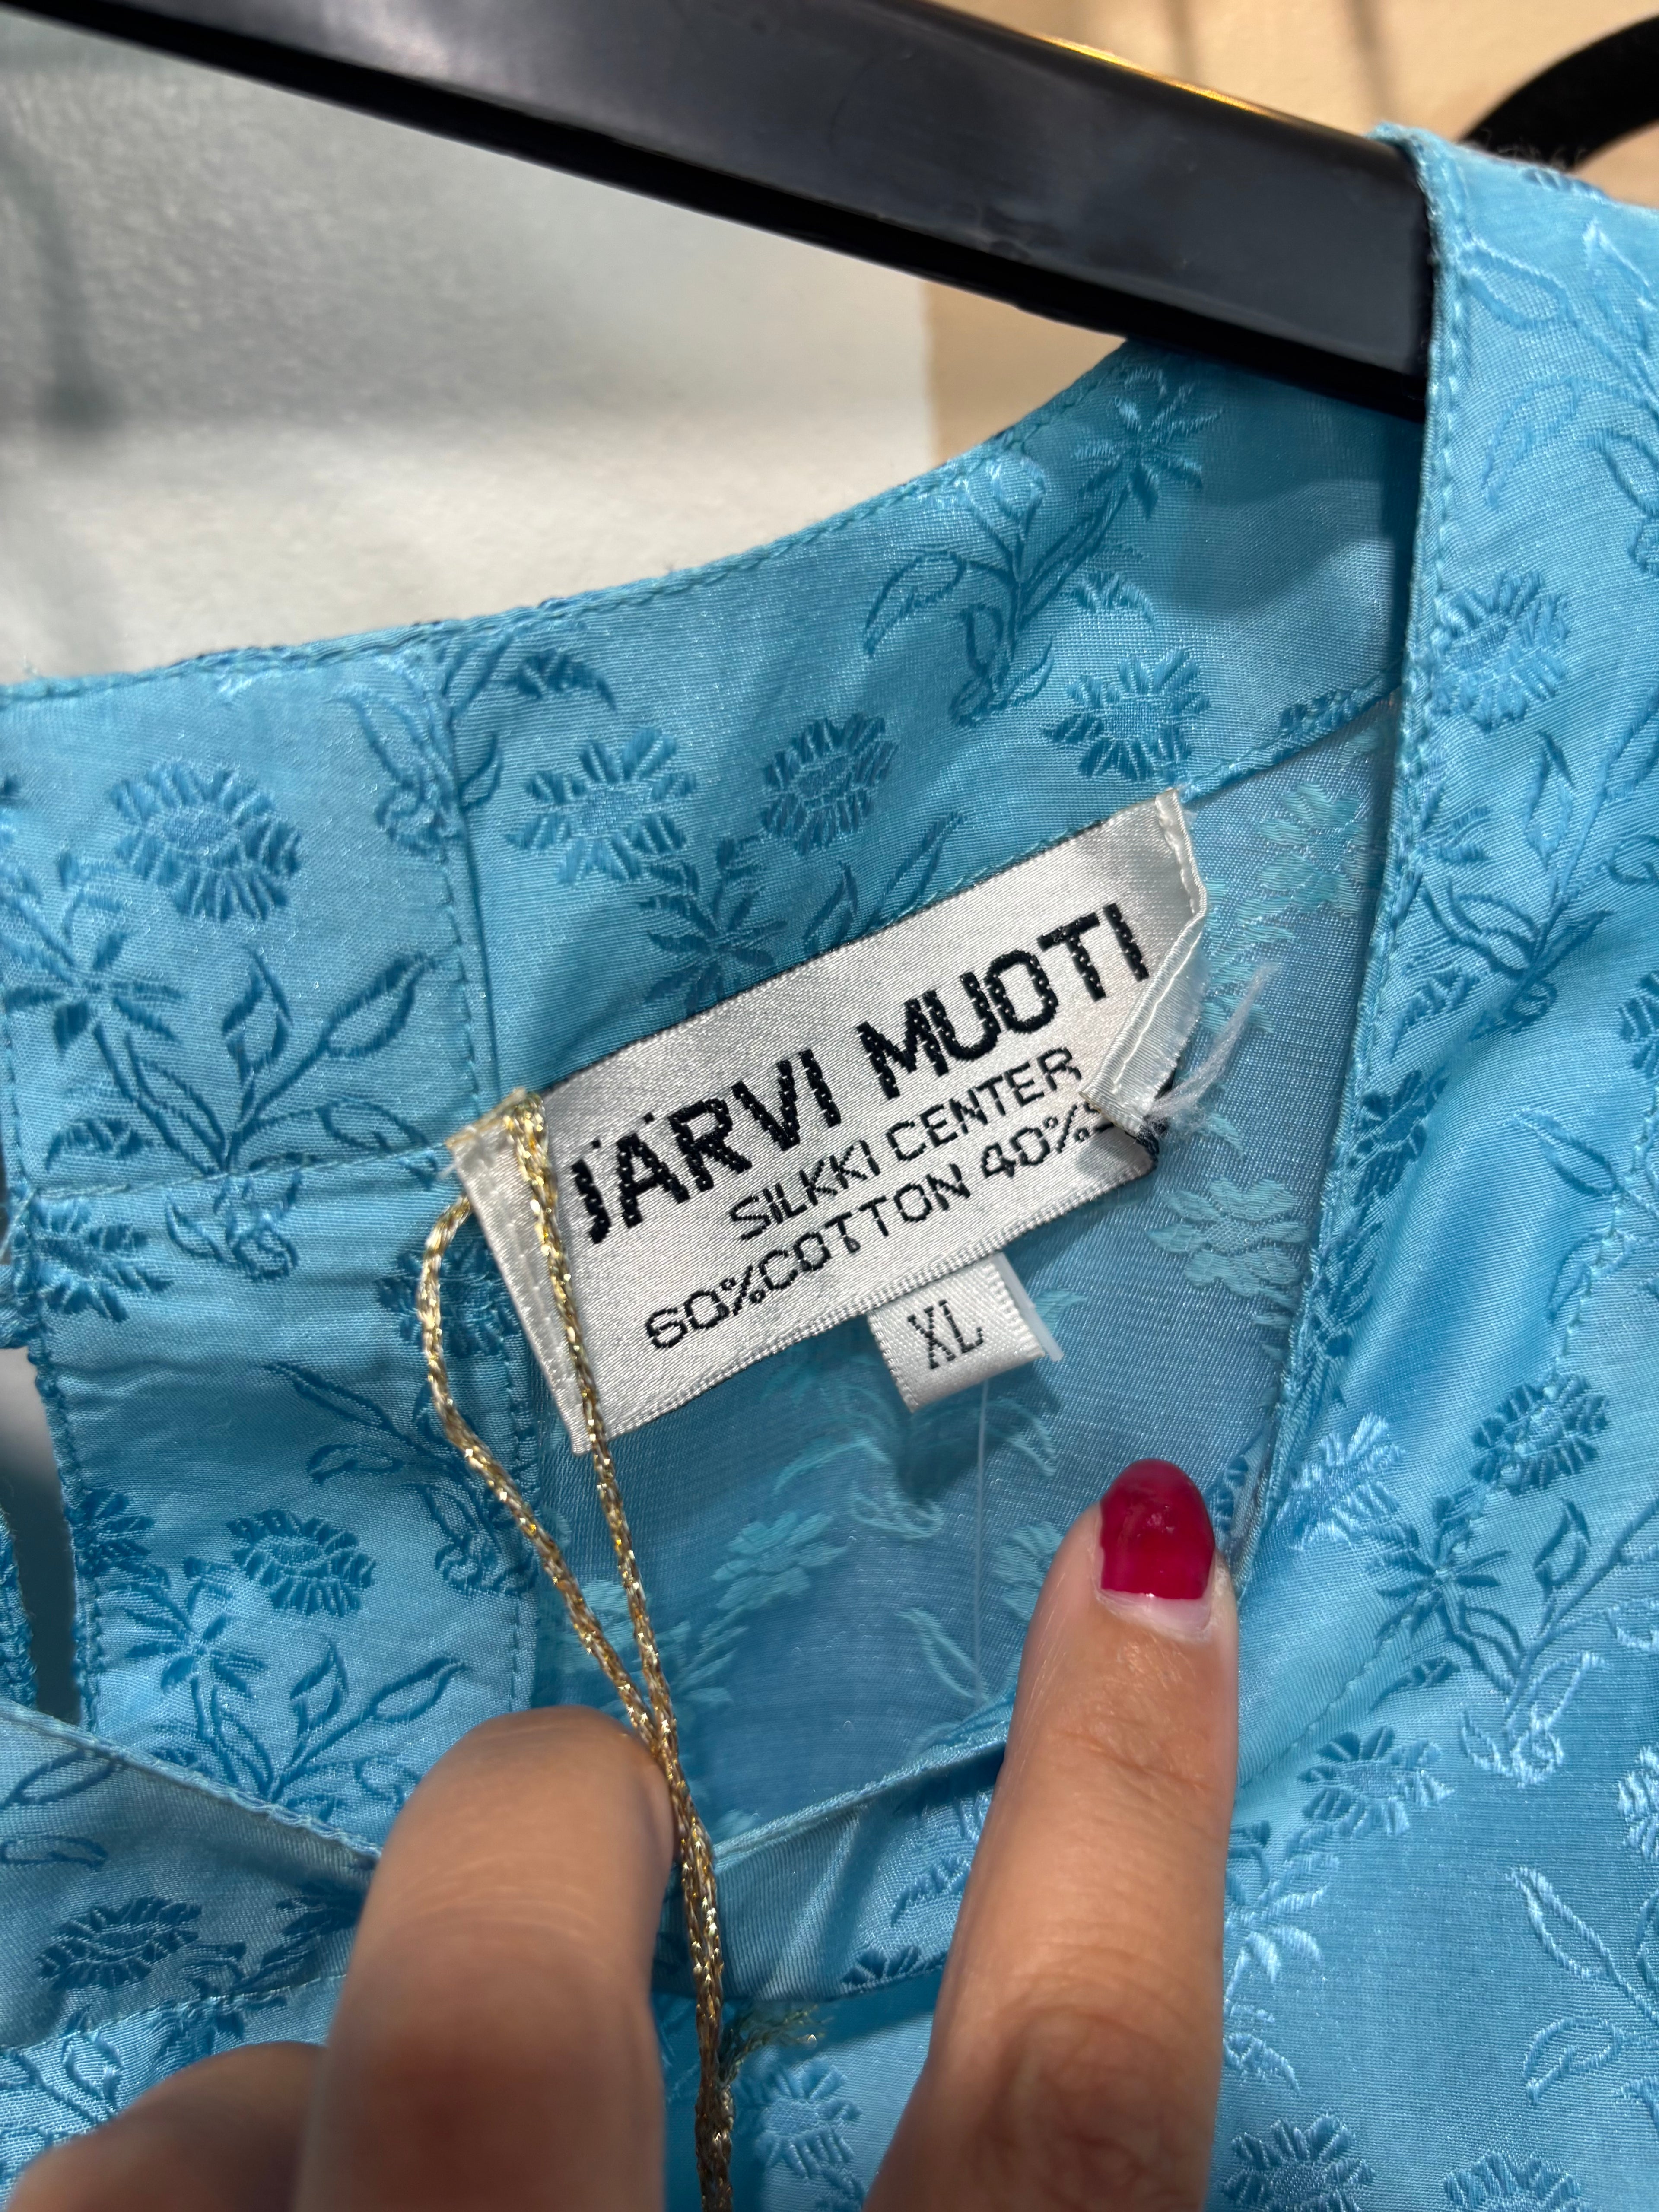 JÄRVI MUOTI
SILKKI CENTER
60%COTTON 40%
XL